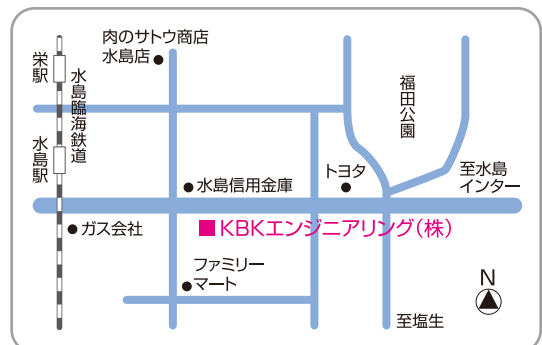 肉のサトウ商店
水島店
栄駅
水島臨海鉄道
水島駅
福田公園
トヨタ
至水島
インター
水島信用金庫
ガス会社
KBKエンジニアリング(株)
ファミリー
マート
N
至塩生